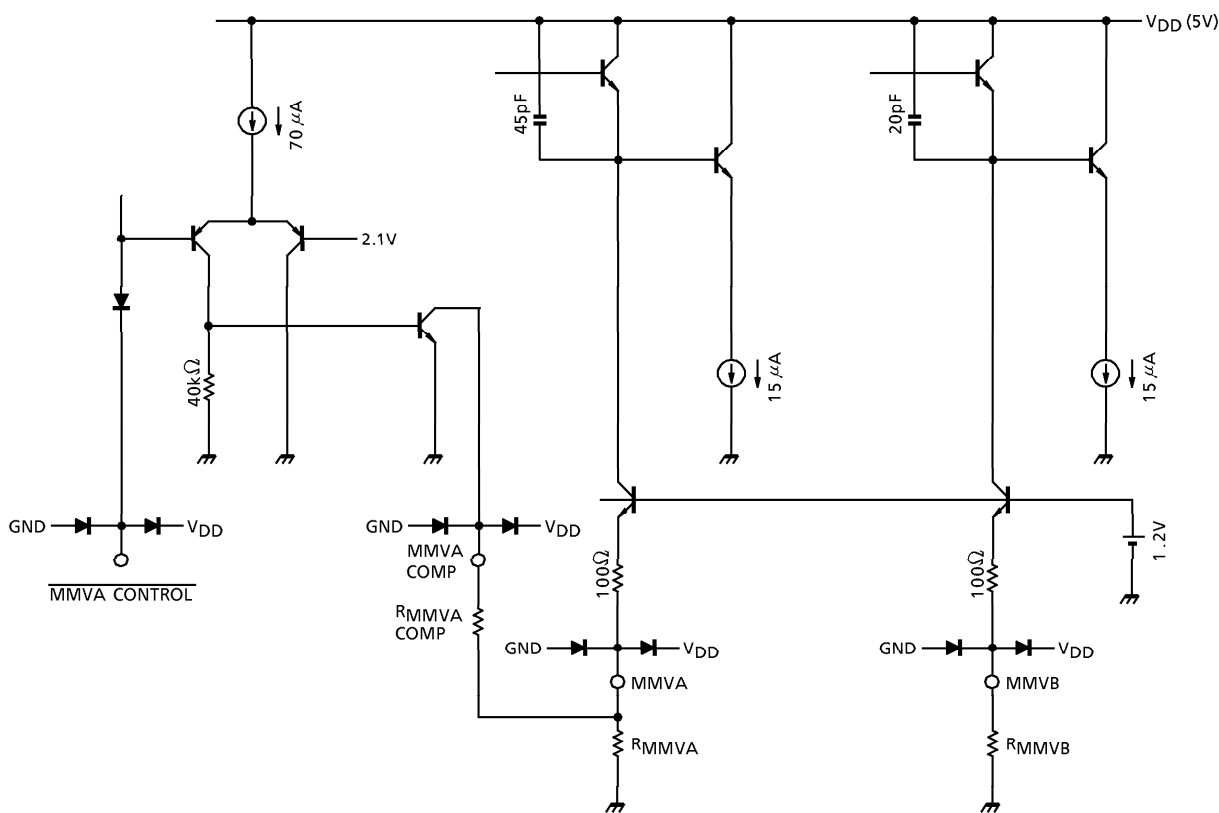 VDD (5V)
70 μA
45pF
20pF
2.1V
40kΩ
15 μA
15 μA
GND
VDD
MMVA CONTROL
GND
VDD
MMVA
COMP
RMMVA
COMP
100Ω
100Ω
1.2V
GND
VDD
MMVA
RMMVA
GND
VDD
MMVB
RMMVB